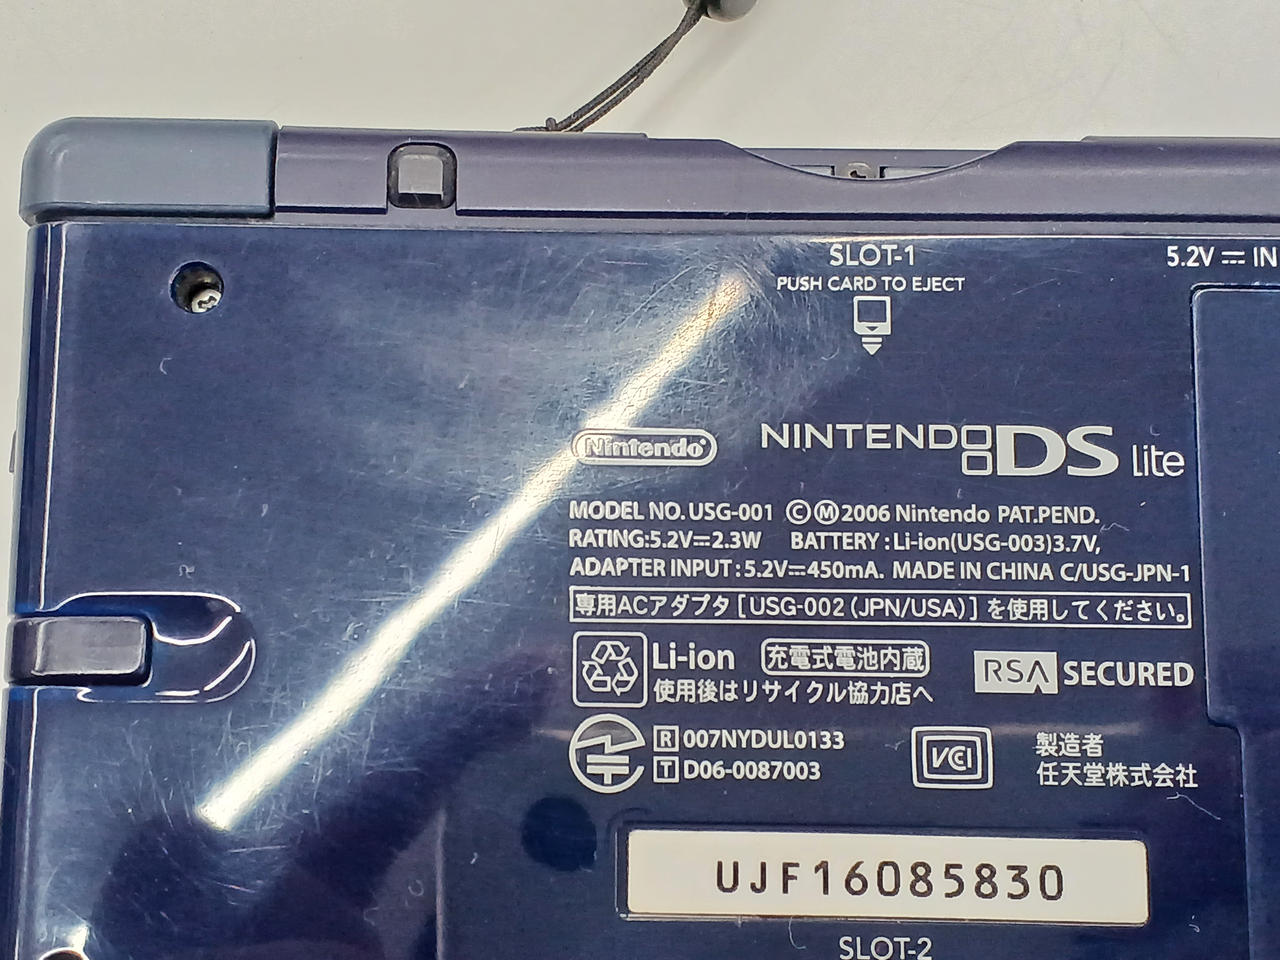 SLOT-1
5.2V ⎓ IN
PUSH CARD TO EJECT
Nintendo
NINTENDO DS Lite
MODEL NO. USG-001 ©Ⓜ2006 Nintendo PAT.PEND.
RATING:5.2V⎓2.3W BATTERY:Li-ion(USG-003)3.7V,
ADAPTER INPUT:5.2V⎓450mA. MADE IN CHINA C/USG-JPN-1
専用ACアダプタ[USG-002(JPN/USA)]を使用してください。
Li-ion 充電式電池内蔵
使用後はリサイクル協力店へ
RSA SECURED
R 007NYDUL0133
T D06-0087003
VCCI
製造者
任天堂株式会社
UJF16085830
SLOT-2